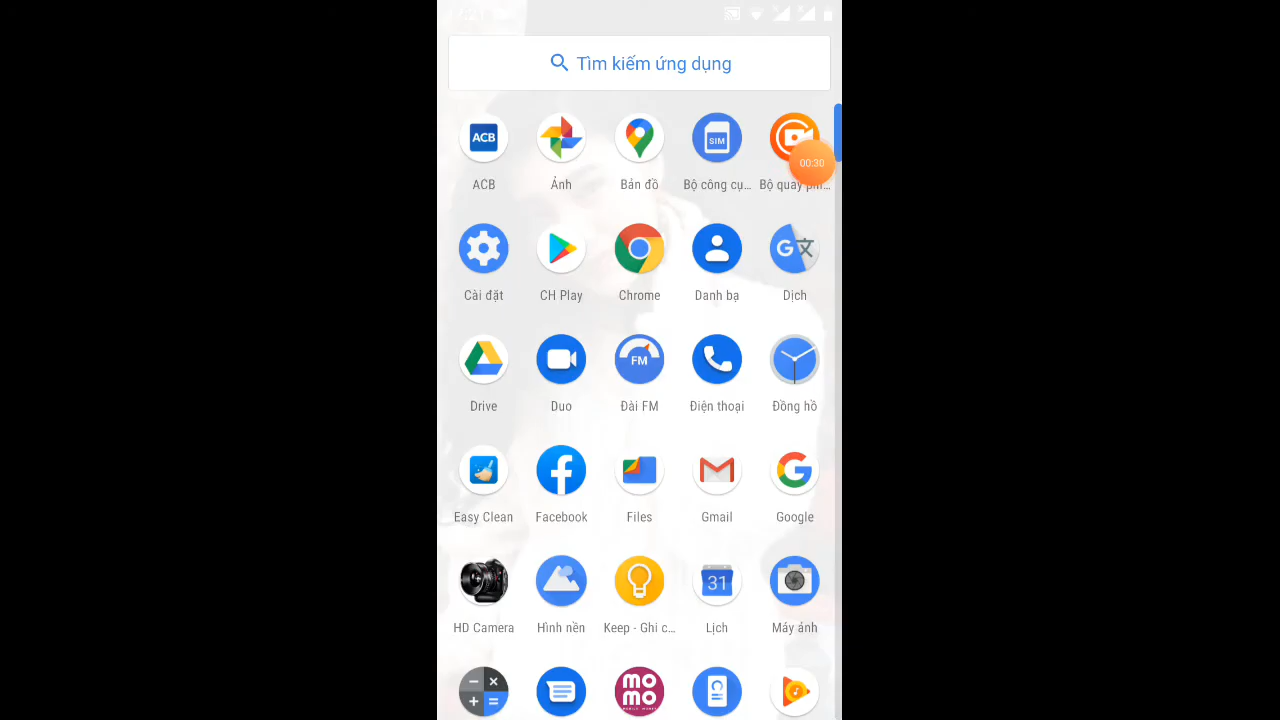 Tìm kiếm ứng dụng
ACB
SIM
00:30
ACB
Ảnh
Bản đồ
Bộ công cụ...
Bộ quay phi...
G
Cài đặt
CH Play
Chrome
Danh bạ
Dịch
FM
Drive
Duo
Đài FM
Điện thoại
Đồng hồ
Easy Clean
Facebook
Files
Gmail
Google
31
HD Camera
Hình nền
Keep - Ghi c...
Lịch
Máy ảnh
mo
mo